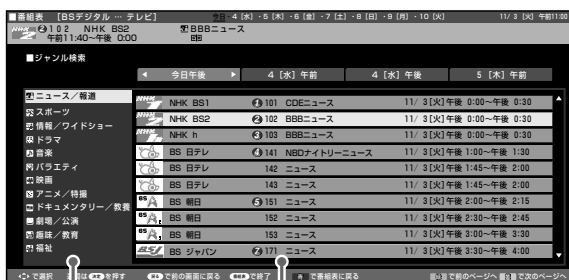 ■番組表 [BSデジタル … テレビ] 4 [水] ・5 [木] ・6 [金] ・7 [土] ・8 [日] ・9 [月] ・10 [火] 11/ 3 [火] 午前11:00
② 102 NHK BS2 BBBニュース
午前11:40~午後 0:00
■ジャンル検索
今日午後 4 [水] 午前 4 [水] 午後 5 [木] 午前
ニュース/報道
スポーツ
情報/ワイドショー
ドラマ
音楽
バラエティ
映画
アニメ/特撮
ドキュメンタリー/教養
劇場/公演
趣味/教育
福祉
NHK BS1 ① 101 CDEニュース 11/ 3[火]午後 0:00~午後 0:30
NHK BS2 ② 102 BBBニュース 11/ 3[火]午後 0:00~午後 0:30
NHK h ③ 103 BBBニュース 11/ 3[火]午後 0:00~午後 0:30
BS 日テレ ④ 141 NBDナイトリーニュース 11/ 3[火]午後 1:00~午後 1:30
BS 日テレ 142 ニュース 11/ 3[火]午後 1:45~午後 2:00
BS 日テレ 143 ニュース 11/ 3[火]午後 1:45~午後 2:00
BS 朝日 ⑤ 151 ニュース 11/ 3[火]午後 2:00~午後 2:15
BS 朝日 152 ニュース 11/ 3[火]午後 2:30~午後 2:45
BS 朝日 153 ニュース 11/ 3[火]午後 3:00~午後 3:30
BS ジャパン ⑦ 171 ニュース 11/ 3[火]午後 3:30~午後 4:00
で選択 は を押す で前の画面に戻る で終了 で番組表に戻る で前のページへ で次のページへ